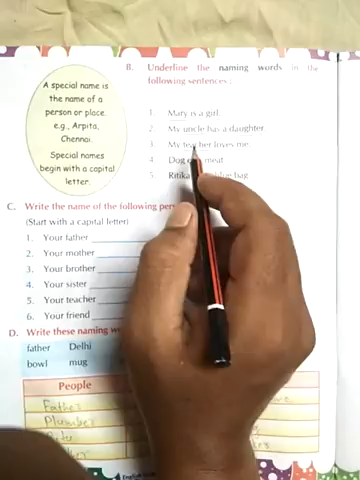 B. Underline the naming words in the
following sentences :
A special name is
the name of a
person or place.
e.g., Arpita,
Chennai.
Special names
begin with a capital
letter.
1. Mary is a girl.
2. My uncle has a daughter.
3. My teacher loves me.
4. Dog meat
5. Ritika blue bag
C. Write the name of the following
(Start with a capital letter)
1. Your father
2. Your mother
3. Your brother
4. Your sister
5. Your teacher
6. Your friend
D. Write these naming
father Delhi
bowl mug
People
Father
Plumber